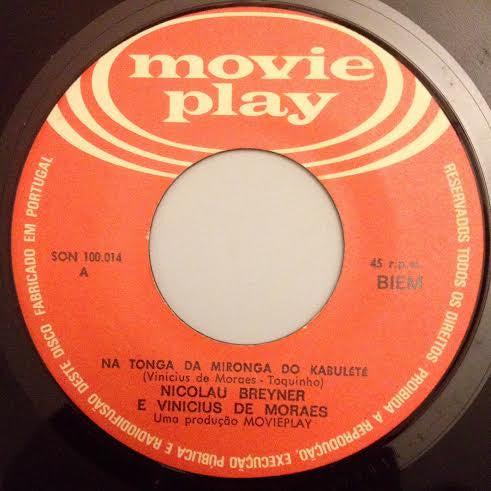 movie
play
SON 100.014
A
45 r.p.m.
BIEM
NA TONGA DA MIRONGA DO KABULETÉ
(Vinicius de Moraes - Toquinho)
NICOLAU BREYNER
E VINICIUS DE MORAES
Uma produção MOVIEPLAY
RESERVADOS TODOS OS DIREITOS PROIBIDA A REPRODUÇÃO, EXECUÇÃO PÚBLICA E RADIODIFUSÃO DESTE DISCO FABRICADO EM PORTUGAL